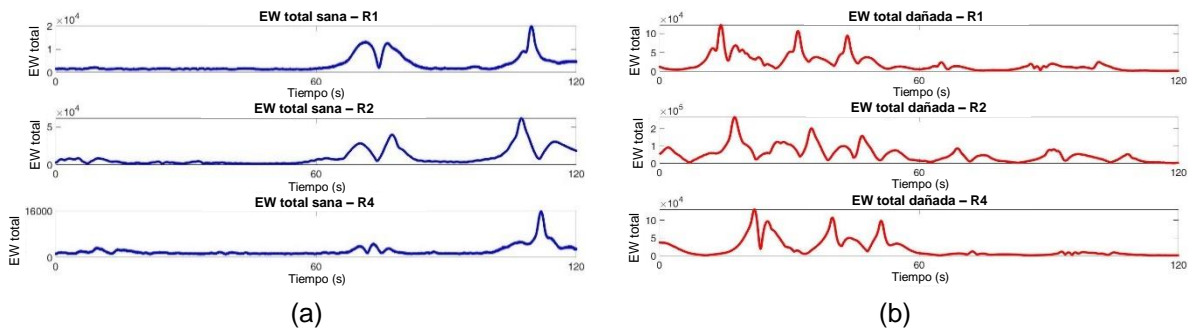 EW total sana – R1
×10⁴
2
1
0
EW total
0
60
120
Tiempo (s)
EW total sana – R2
×10⁴
5
0
EW total
0
60
120
Tiempo (s)
EW total sana – R4
16000
0
EW total
0
60
120
Tiempo (s)
(a)
EW total dañada – R1
×10⁴
10
5
0
EW total
0
60
120
Tiempo (s)
EW total dañada – R2
×10⁵
2
1
0
EW total
0
60
120
Tiempo (s)
EW total dañada – R4
×10⁴
10
5
0
EW total
0
60
120
Tiempo (s)
(b)